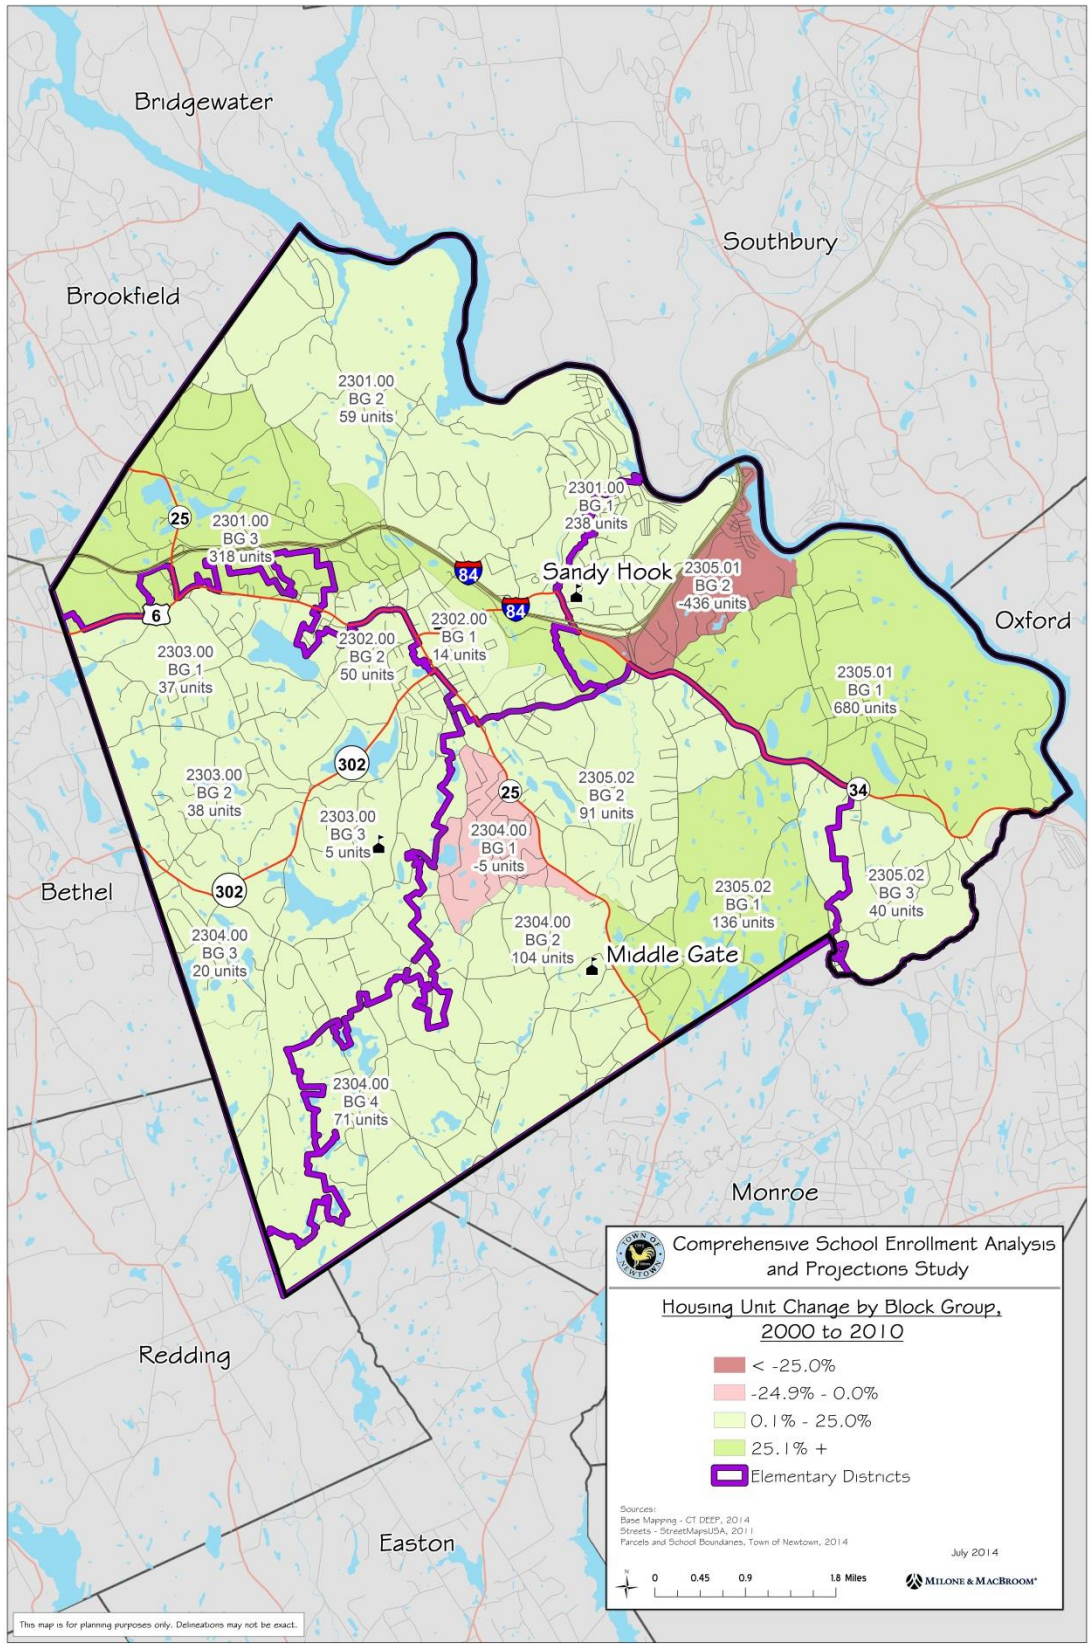 Bridgewater
Southbury
Brookfield
2301.00
BG 2
59 units
2301.00
BG 1
238 units
25
2301.00
BG 3
318 units
84
Sandy Hook
84
2305.01
BG 2
-436 units
6
Oxford
2302.00
BG 1
14 units
2302.00
BG 2
50 units
2303.00
BG 1
37 units
2305.01
BG 1
680 units
302
2303.00
BG 2
38 units
25
2305.02
BG 2
91 units
34
2303.00
BG 3
5 units
2304.00
BG 1
-5 units
302
Bethel
2305.02
BG 1
136 units
2305.02
BG 3
40 units
2304.00
BG 3
20 units
2304.00
BG 2
104 units
Middle Gate
2304.00
BG 4
71 units
Monroe
Redding
Easton
TOWN OF
NEWTOWN
Comprehensive School Enrollment Analysis
and Projections Study
Housing Unit Change by Block Group,
2000 to 2010
< -25.0%
-24.9% - 0.0%
0.1% - 25.0%
25.1% +
Elementary Districts
Sources:
Base Mapping - CT DEEP, 2014
Streets - StreetMapsUSA, 2011
Parcels and School Boundaries, Town of Newtown, 2014
July 2014
N
0 0.45 0.9 1.8 Miles
MILONE & MACBROOM®
This map is for planning purposes only. Delineations may not be exact.